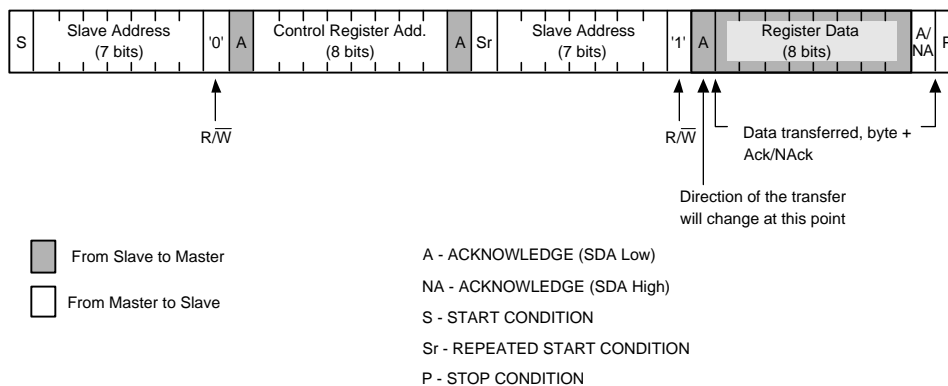 S
Slave Address
(7 bits)
'0'
A
Control Register Add.
(8 bits)
A
Sr
Slave Address
(7 bits)
'1'
A
Register Data
(8 bits)
A/
NA
P
R/W̅
R/W̅
Data transferred, byte +
Ack/NAck
Direction of the transfer
will change at this point
From Slave to Master
From Master to Slave
A - ACKNOWLEDGE (SDA Low)
NA - ACKNOWLEDGE (SDA High)
S - START CONDITION
Sr - REPEATED START CONDITION
P - STOP CONDITION